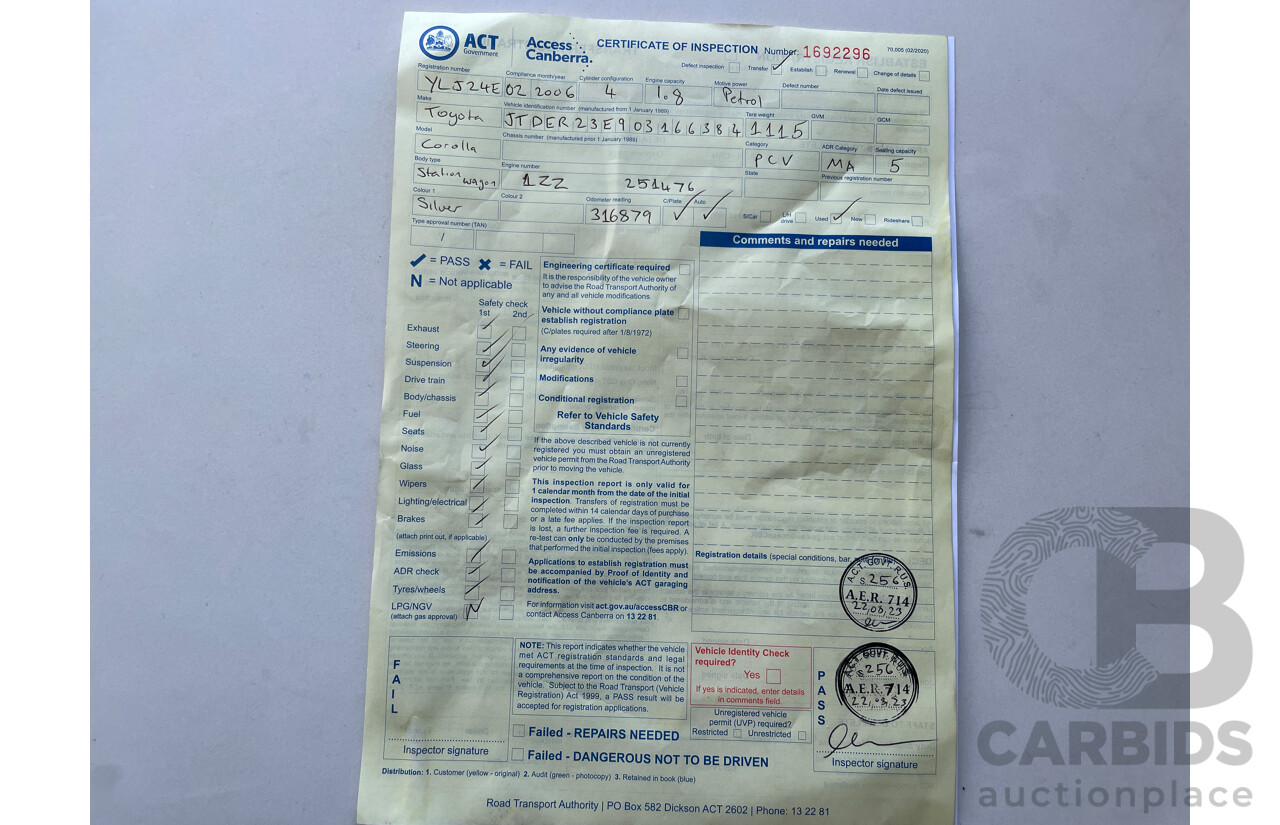 ACT
Government
Access
Canberra.
CERTIFICATE OF INSPECTION Number: 1692296
70.005 (02/2020)
Defect inspection Transfer Establish Renewal Change of details
Registration number Compliance month/year Cylinder configuration Engine capacity Motive power Defect number Date defect issued
YLJ24E 02 2006 4 1.8 Petrol
Make Vehicle identification number (manufactured from 1 January 1989) Tare weight GVM GCM
Toyota JTDER23E903166384 1115
Model Chassis number (manufactured prior 1 January 1989) Category ADR Category Seating capacity
Corolla PCV MA 5
Body type Engine number State Previous registration number
Station wagon 1ZZ 251476
Colour 1 Colour 2 Odometer reading C/Plate Auto
Silver 316879 ✓ ✓ S/Car L/H drive Used ✓ New Rideshare
Type approval number (TAN)
/
Comments and repairs needed
✓ = PASS ✖ = FAIL
N = Not applicable
Safety check
1st 2nd
Exhaust
Steering
Suspension
Drive train
Body/chassis
Fuel
Seats
Noise
Glass
Wipers
Lighting/electrical
Brakes
(attach print out, if applicable)
Emissions
ADR check
Tyres/wheels
LPG/NGV N
(attach gas approval)
Engineering certificate required
It is the responsibility of the vehicle owner
to advise the Road Transport Authority of
any and all vehicle modifications.
Vehicle without compliance plate
establish registration
(C/plates required after 1/8/1972)
Any evidence of vehicle
irregularity
Modifications
Conditional registration
Refer to Vehicle Safety
Standards
If the above described vehicle is not currently
registered you must obtain an unregistered
vehicle permit from the Road Transport Authority
prior to moving the vehicle.
This inspection report is only valid for
1 calendar month from the date of the initial
inspection. Transfers of registration must be
completed within 14 calendar days of purchase
or a late fee applies. If the inspection report
is lost, a further inspection fee is required. A
re-test can only be conducted by the premises
that performed the initial inspection (fees apply).
Applications to establish registration must
be accompanied by Proof of Identity and
notification of the vehicle's ACT garaging
address.
For information visit act.gov.au/accessCBR or
contact Access Canberra on 13 22 81.
Registration details (special conditions, bar,
A.C.T. GOVT. R.U.S.
S.256
A.E.R. 714
22,08,23
FAIL
Inspector signature
NOTE: This report indicates whether the vehicle
met ACT registration standards and legal
requirements at the time of inspection. It is not
a comprehensive report on the condition of the
vehicle. Subject to the Road Transport (Vehicle
Registration) Act 1999, a PASS result will be
accepted for registration applications.
Failed - REPAIRS NEEDED
Failed - DANGEROUS NOT TO BE DRIVEN
Vehicle Identity Check
required?
Yes
If yes is indicated, enter details
in comments field.
Unregistered vehicle
permit (UVP) required?
Restricted Unrestricted
PASS
A.C.T. GOVT. R.U.S.
S.256
A.E.R. 714
22,08,23
Inspector signature
Distribution: 1. Customer (yellow - original) 2. Audit (green - photocopy) 3. Retained in book (blue)
Road Transport Authority | PO Box 582 Dickson ACT 2602 | Phone: 13 22 81
CARBIDS
auctionplace